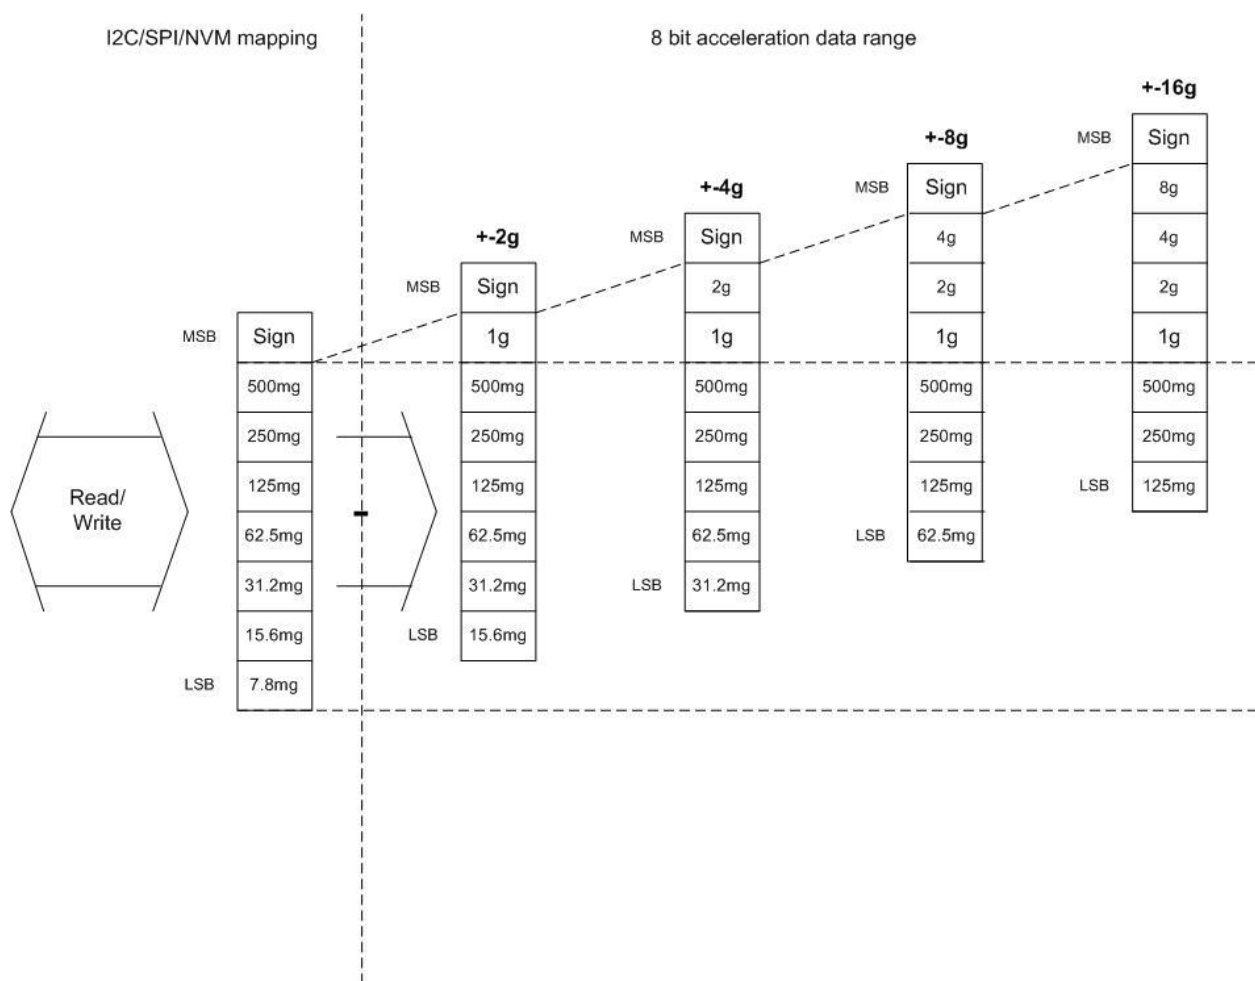 I2C/SPI/NVM mapping
8 bit acceleration data range
Read/
Write
MSB
Sign
500mg
250mg
125mg
62.5mg
31.2mg
15.6mg
LSB
7.8mg
+-2g
MSB
Sign
1g
500mg
250mg
125mg
62.5mg
31.2mg
LSB
15.6mg
+-4g
MSB
Sign
2g
1g
500mg
250mg
125mg
62.5mg
LSB
31.2mg
+-8g
MSB
Sign
4g
2g
1g
500mg
250mg
125mg
LSB
62.5mg
+-16g
MSB
Sign
8g
4g
2g
1g
500mg
250mg
LSB
125mg